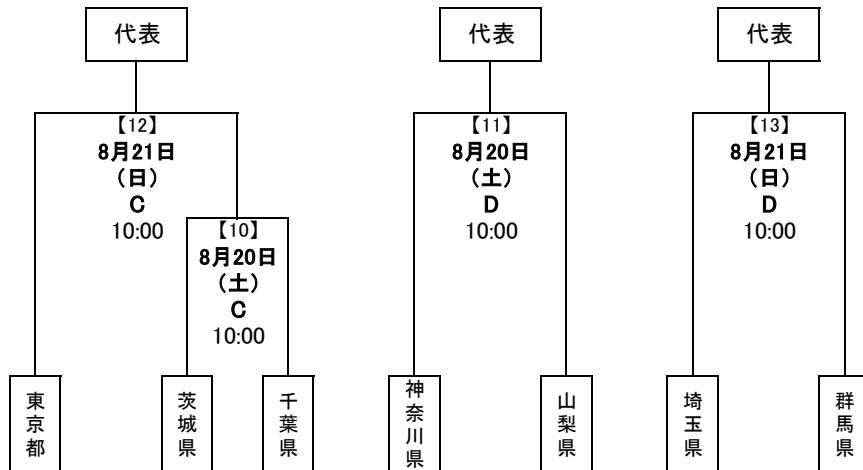 代表
代表
代表
【12】
8月21日
（日）
C
10:00
【11】
8月20日
（土）
D
10:00
【13】
8月21日
（日）
D
10:00
【10】
8月20日
（土）
C
10:00
東京都
茨城県
千葉県
神奈川県
山梨県
埼玉県
群馬県